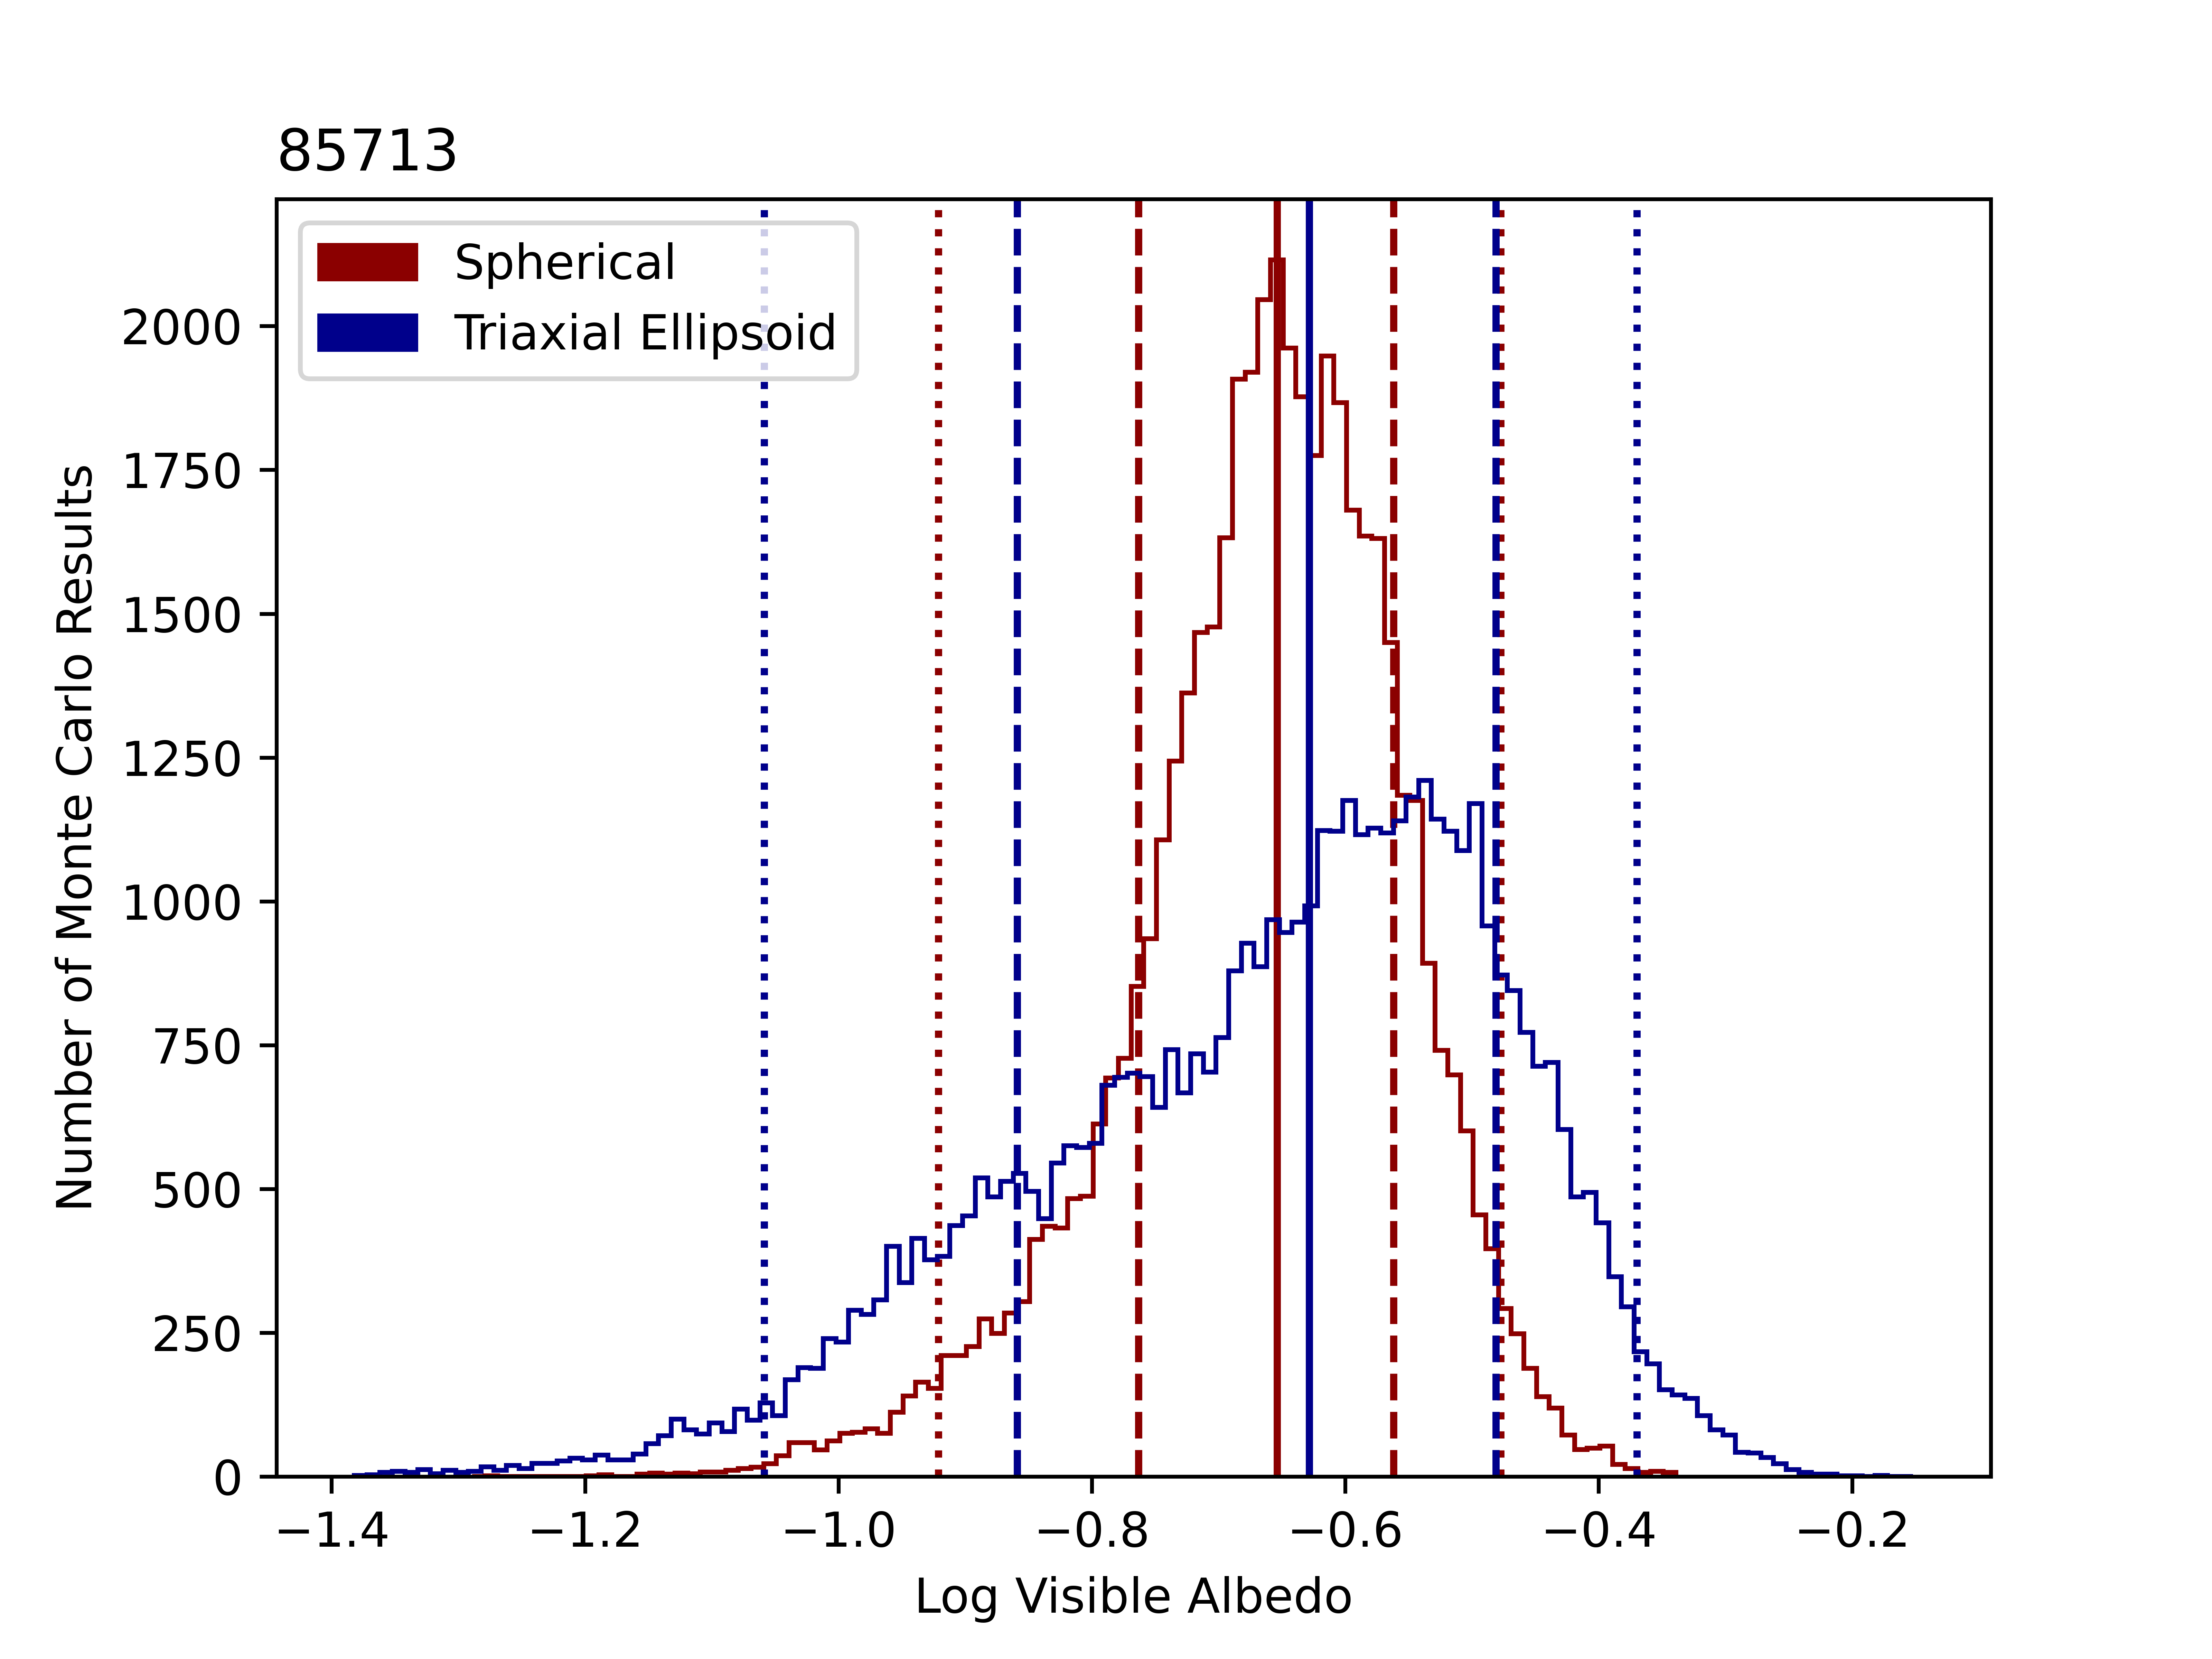 85713
Spherical
Triaxial Ellipsoid
Number of Monte Carlo Results
2000
1750
1500
1250
1000
750
500
250
0
−1.4 −1.2 −1.0 −0.8 −0.6 −0.4 −0.2
Log Visible Albedo